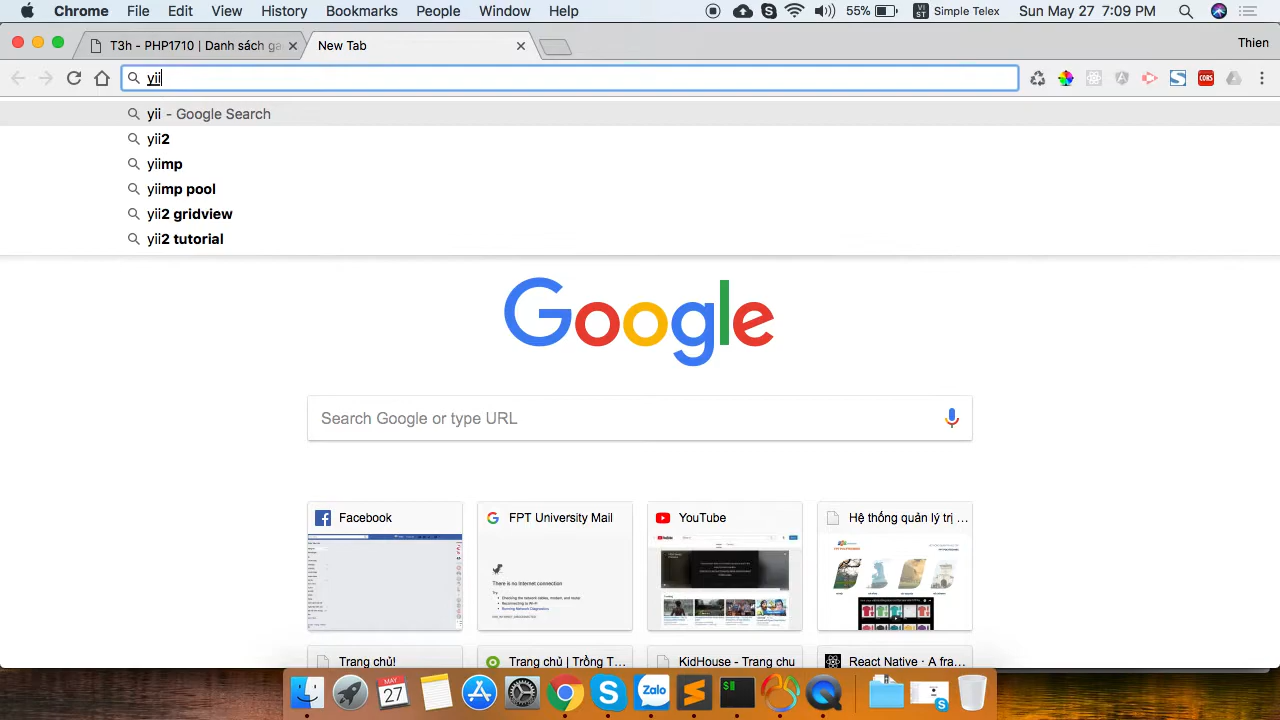 Chrome File Edit View History Bookmarks People Window Help 55% VI ST Simple Telex Sun May 27 7:09 PM
T3h - PHP1710 | Danh sách ga New Tab Thien
yii
yii - Google Search
yii2
yiimp
yiimp pool
yii2 gridview
yii2 tutorial
Google
Search Google or type URL
Facebook FPT University Mail YouTube Hệ thống quản lý trị ...
There is no Internet connection
Trang chủ! Trang chủ | Trồng T... KidHouse - Trang chu React Native · A fra...
MAY 27 Zalo